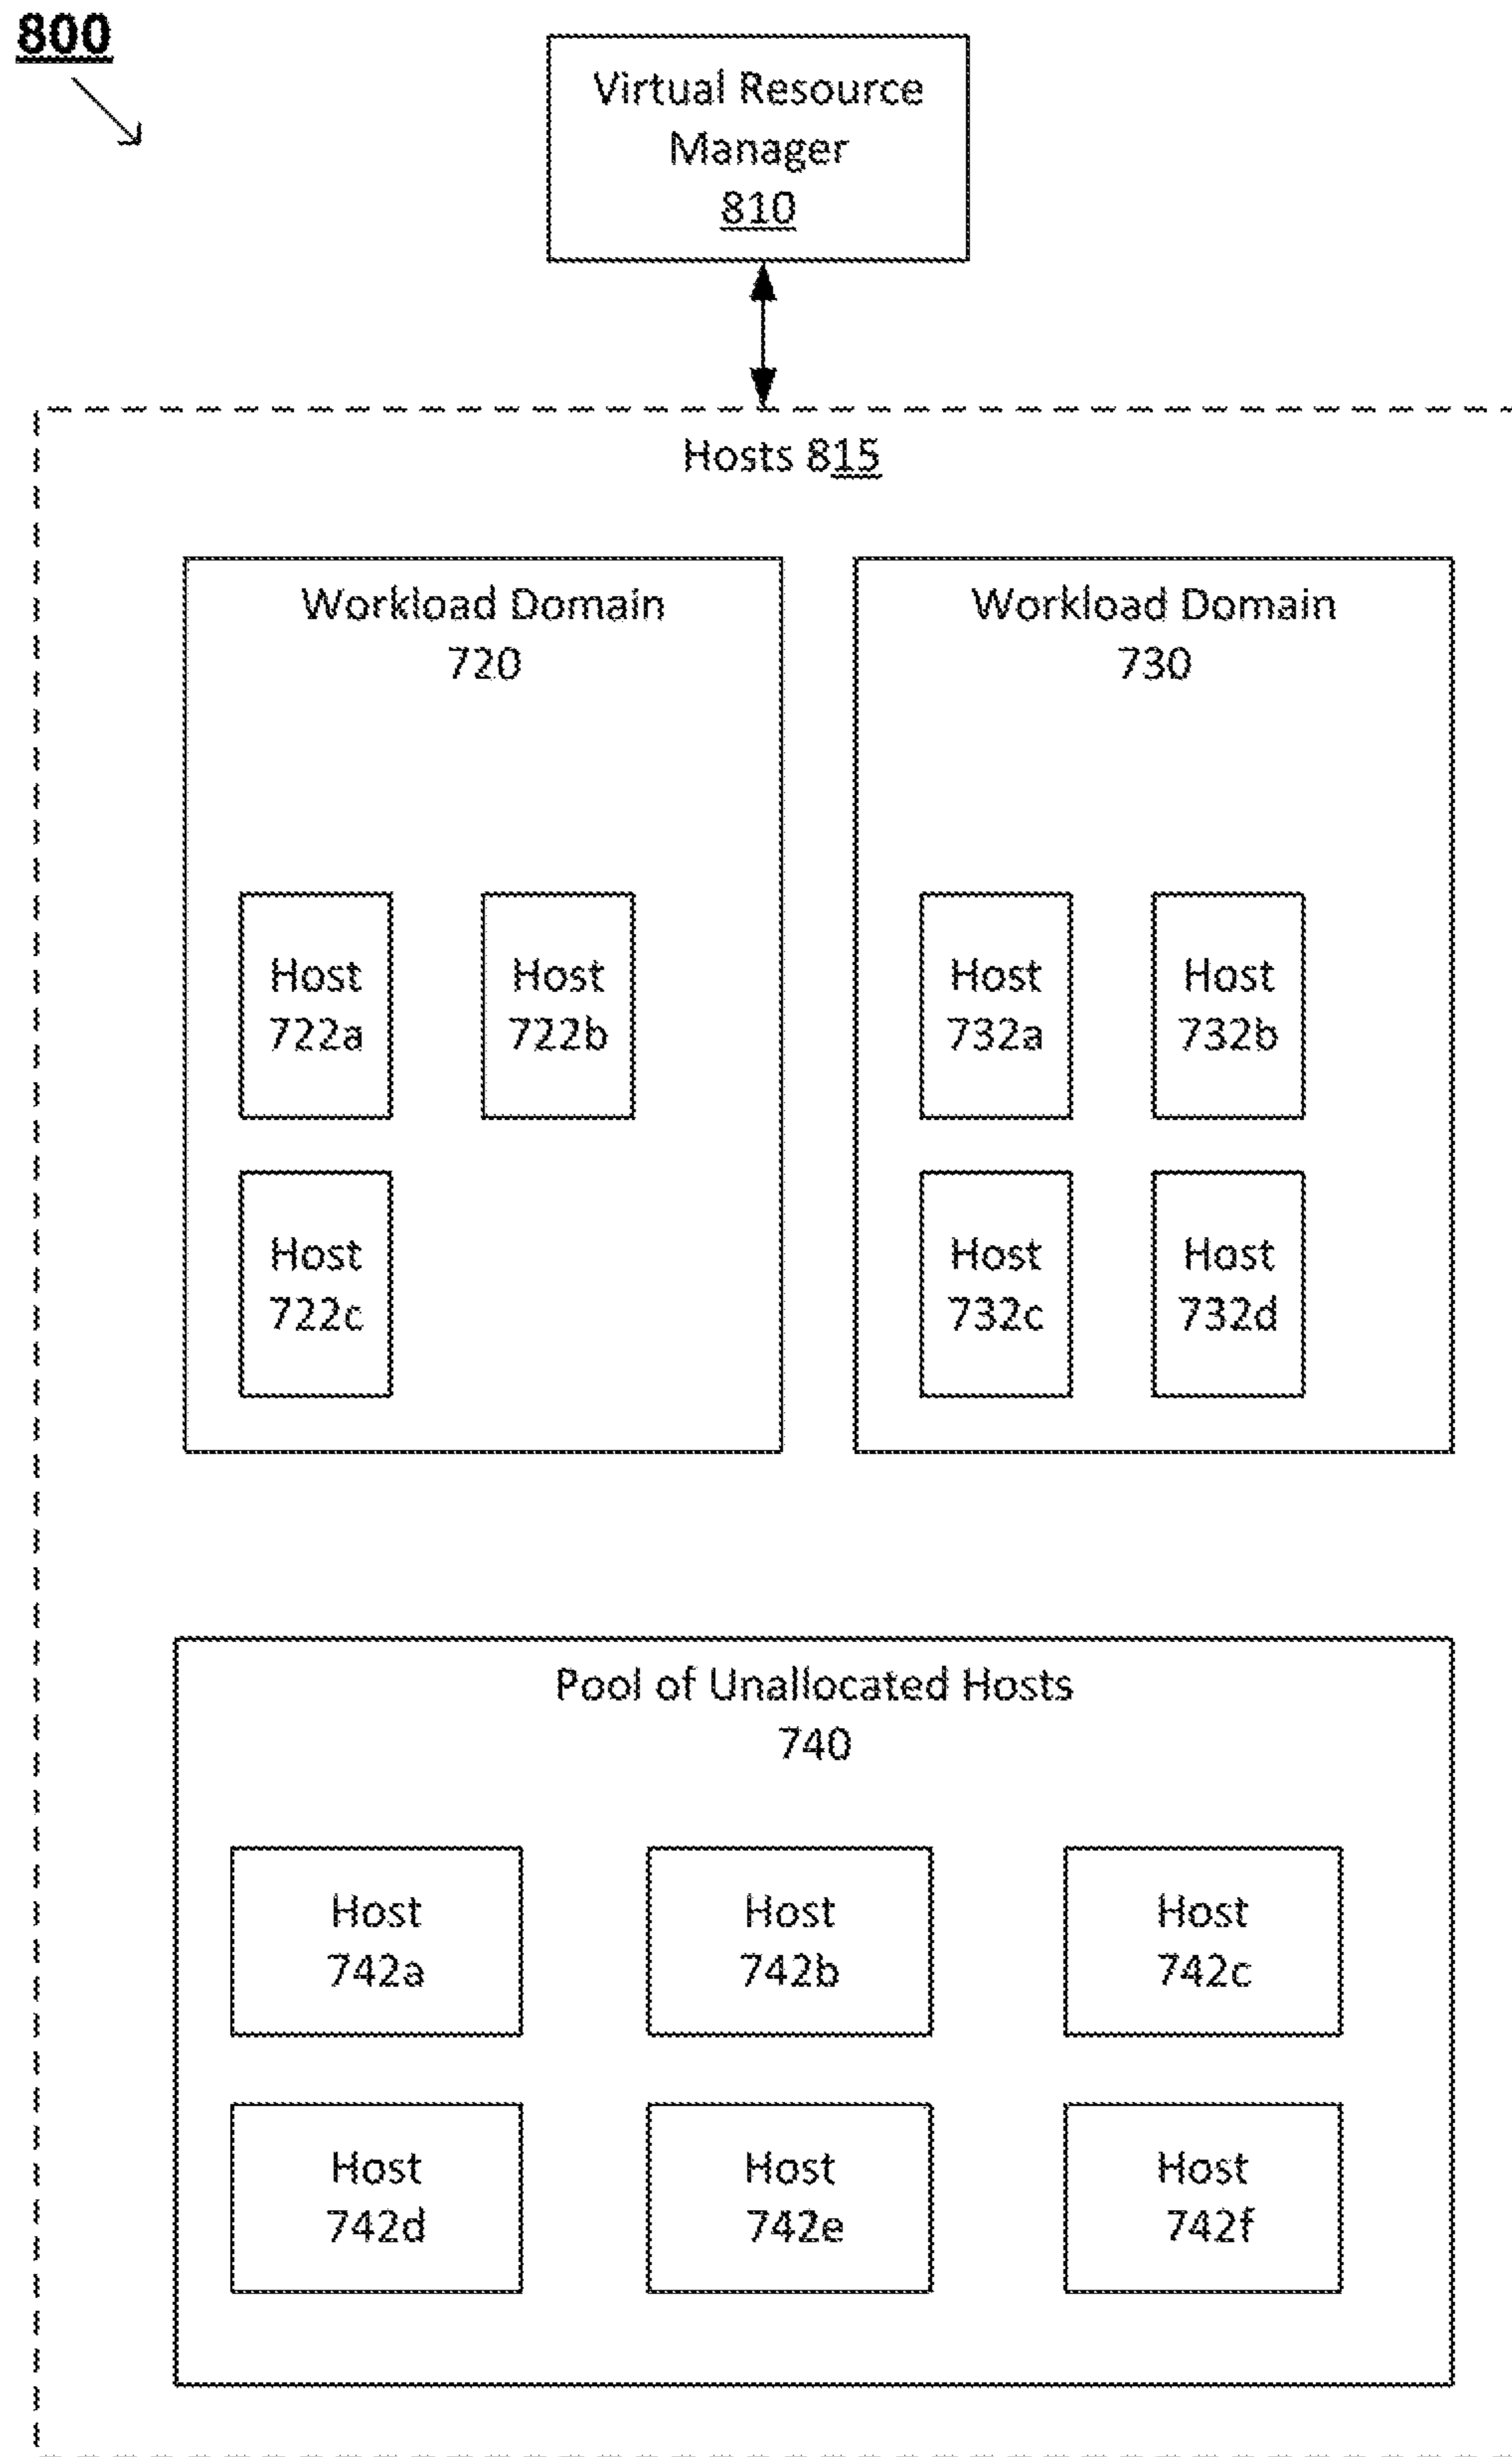 800
Virtual Resource
Manager
810
Hosts 815
Workload Domain
720
Workload Domain
730
Host
722a
Host
722b
Host
732a
Host
732b
Host
722c
Host
732c
Host
732d
Pool of Unallocated Hosts
740
Host
742a
Host
742b
Host
742c
Host
742d
Host
742e
Host
742f